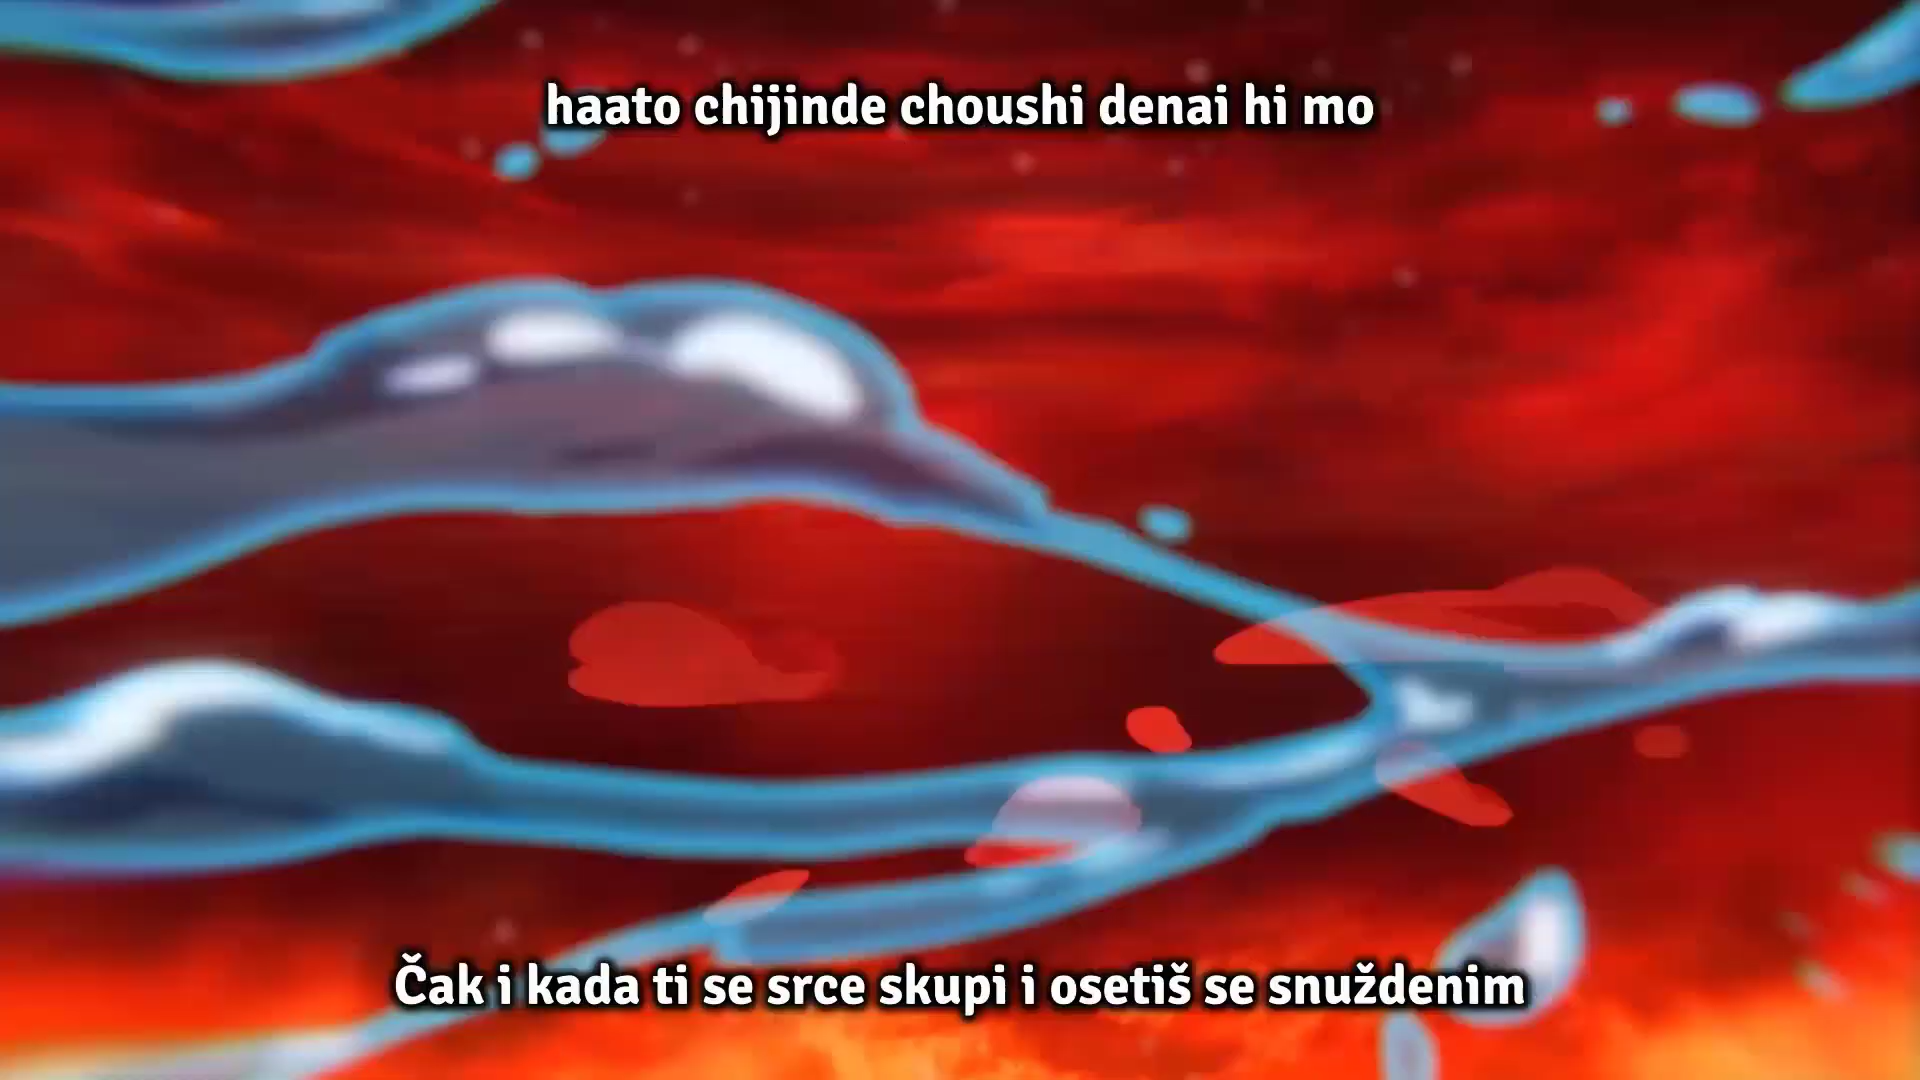 haato chijinde choushi denai hi mo
Čak i kada ti se srce skupi i osetiš se snuždenim